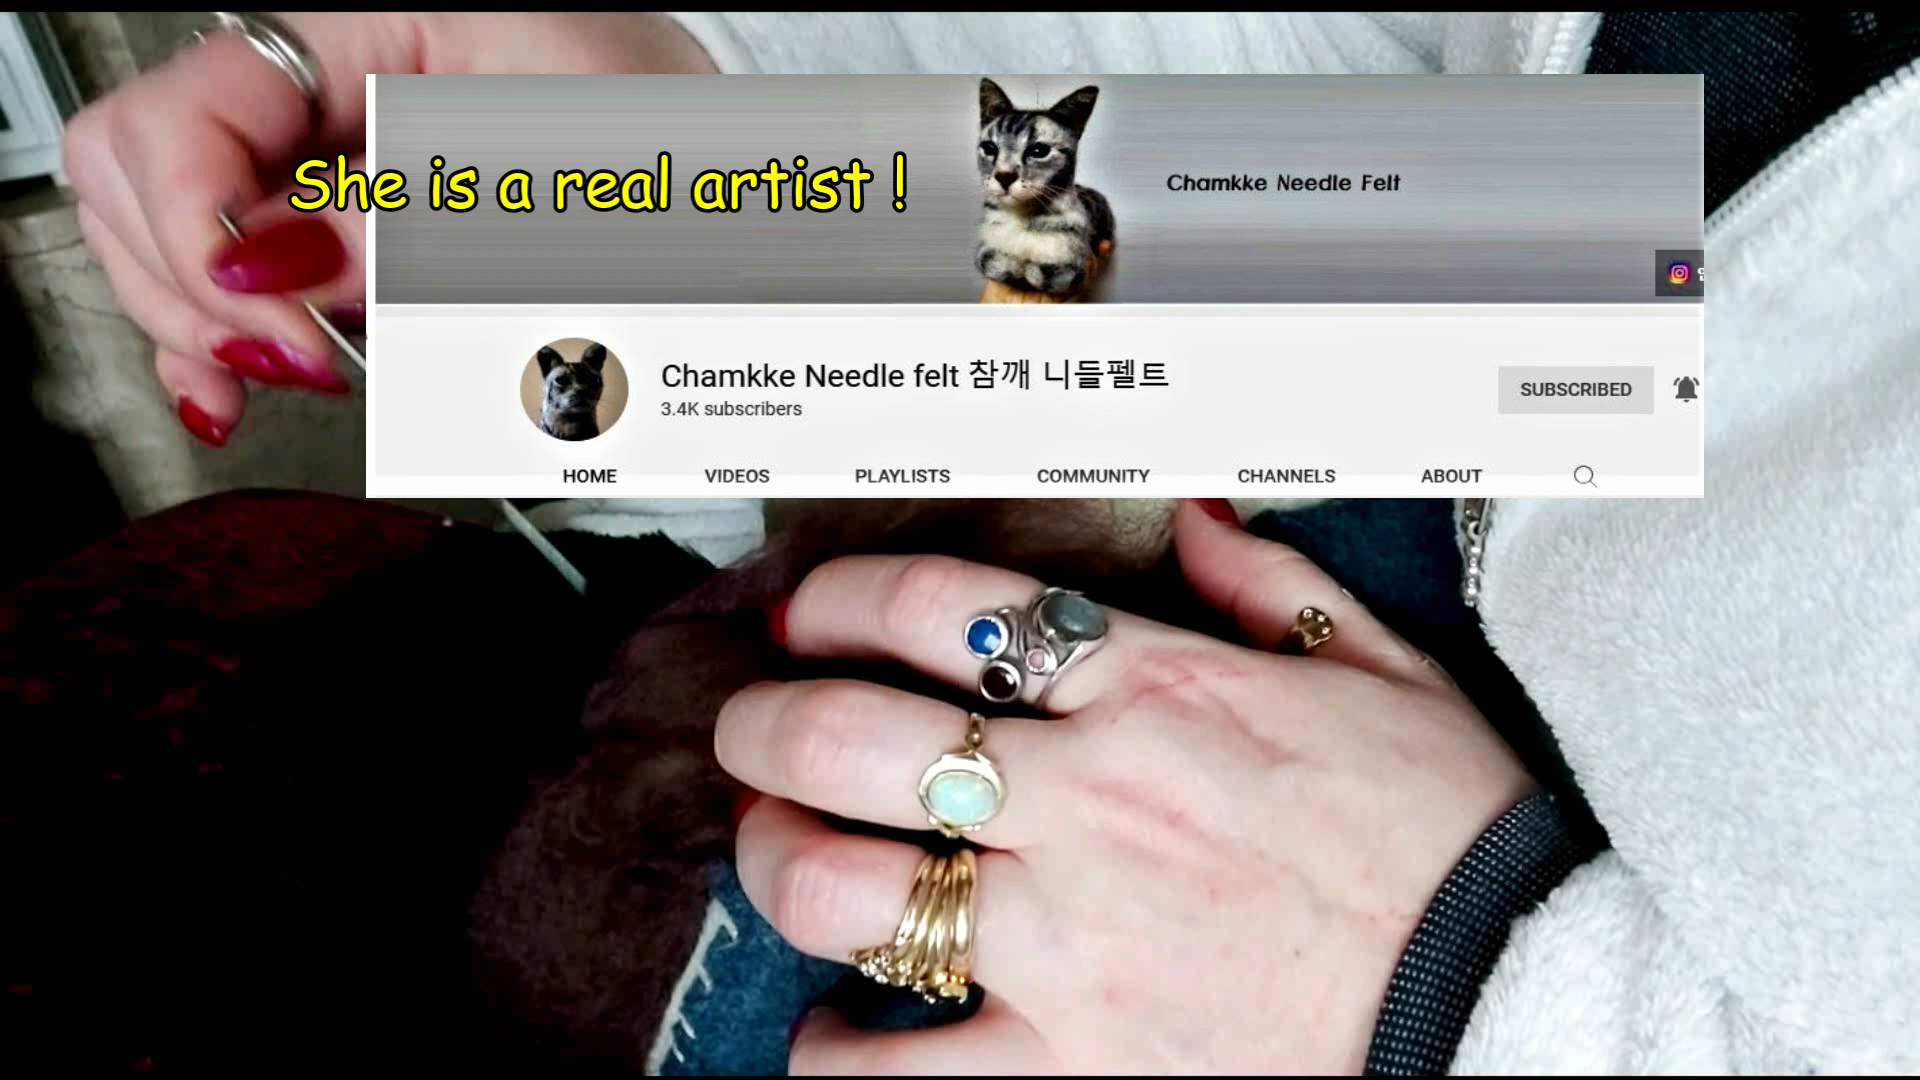 She is a real artist !
Chamkke Needle Felt
Chamkke Needle felt 참깨 니들펠트
3.4K subscribers
SUBSCRIBED
HOME VIDEOS PLAYLISTS COMMUNITY CHANNELS ABOUT